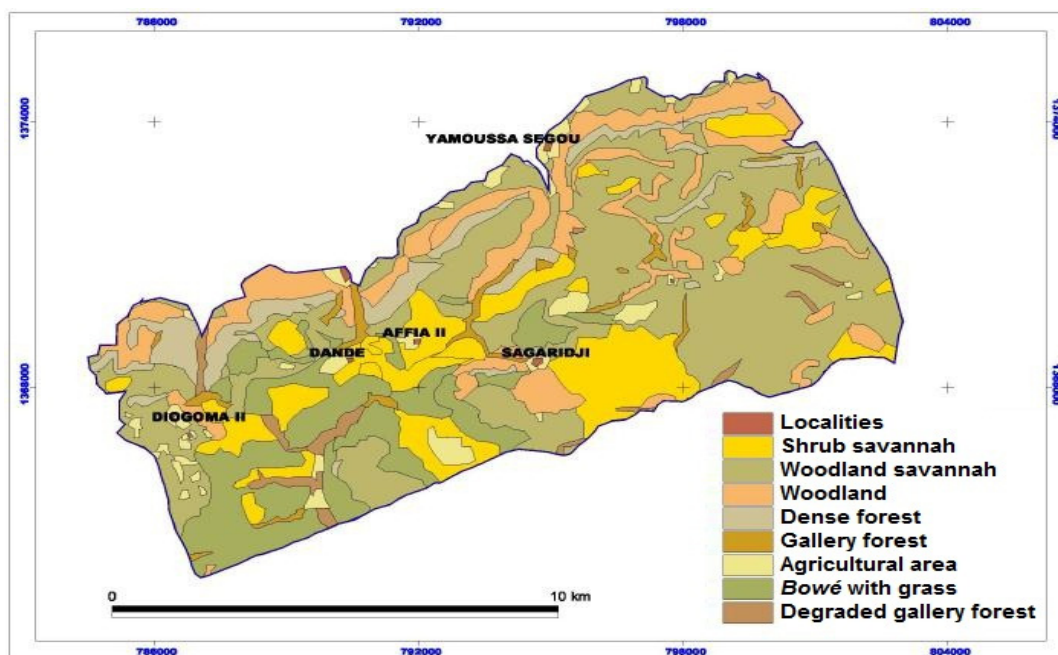 786000 792000 798000 804000
1374000
1374000
YAMOUSSA SEGOU
AFFIA II
DANDE
SAGARIDJI
1368000
1368000
DIOGOMA II
Localities
Shrub savannah
Woodland savannah
Woodland
Dense forest
Gallery forest
Agricultural area
Bowé with grass
Degraded gallery forest
0 10 km
786000 792000 798000 804000